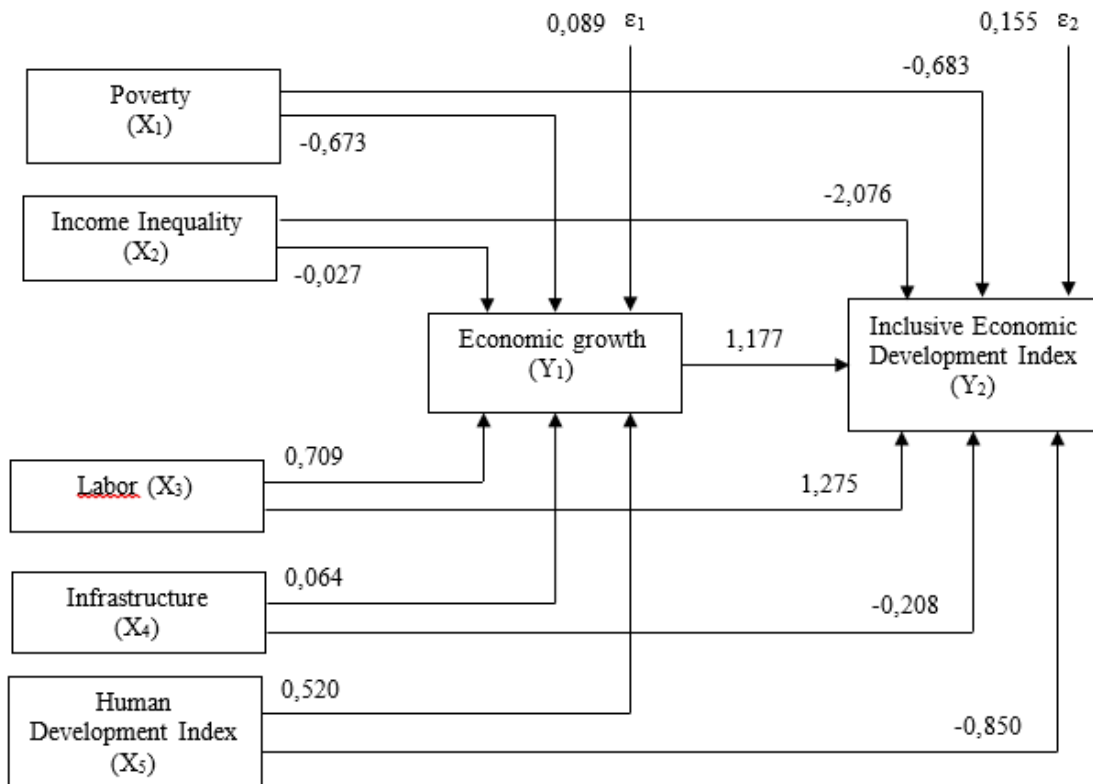 0,089 ε₁
0,155 ε₂
-0,683
Poverty
(X₁)
-0,673
-2,076
Income Inequality
(X₂)
-0,027
Economic growth
(Y₁)
1,177
Inclusive Economic
Development Index
(Y₂)
0,709
Labor (X₃)
1,275
0,064
Infrastructure
(X₄)
-0,208
0,520
Human
Development Index
(X₅)
-0,850